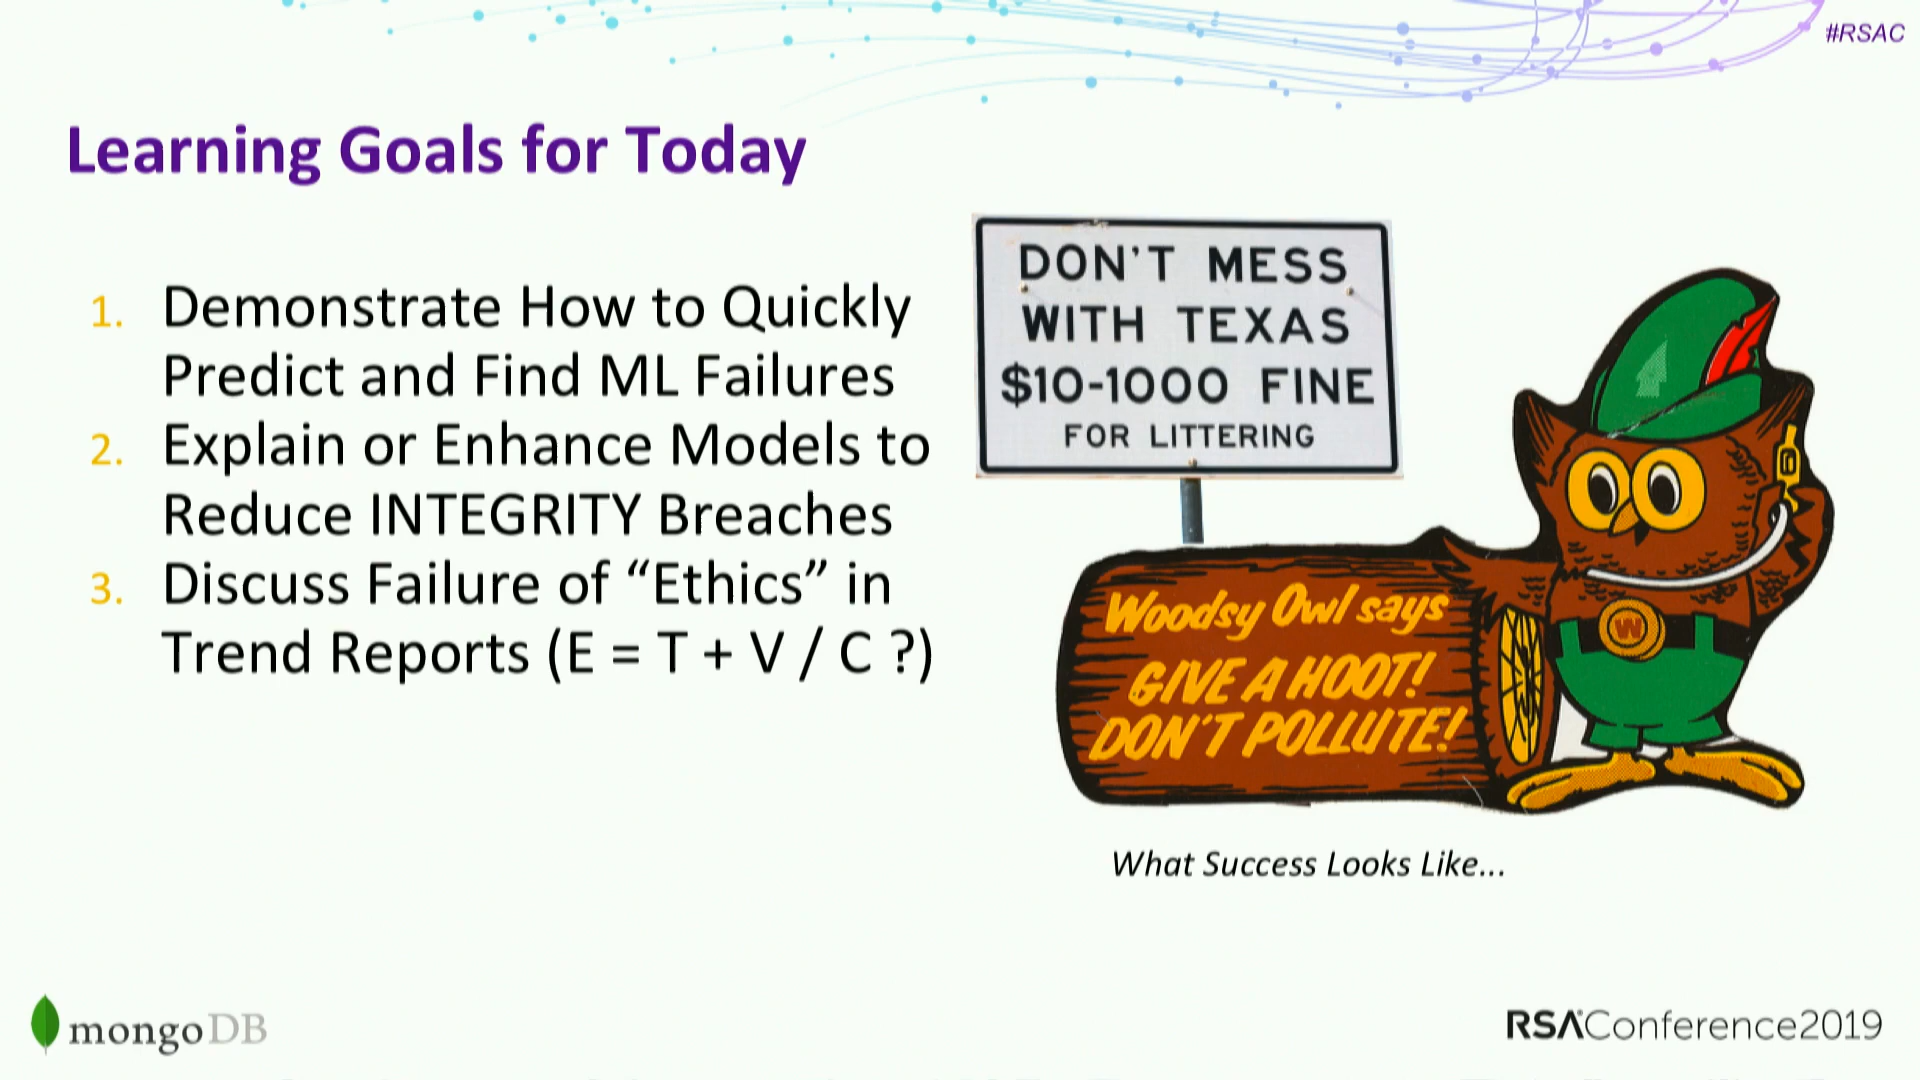 #RSAC
Learning Goals for Today
1. Demonstrate How to Quickly
Predict and Find ML Failures
2. Explain or Enhance Models to
Reduce INTEGRITY Breaches
3. Discuss Failure of “Ethics” in
Trend Reports (E = T + V / C ?)
DON'T MESS
WITH TEXAS
$10-1000 FINE
FOR LITTERING
Woodsy Owl says
GIVE A HOOT!
DON'T POLLUTE!
W
What Success Looks Like...
mongoDB
RSAConference2019